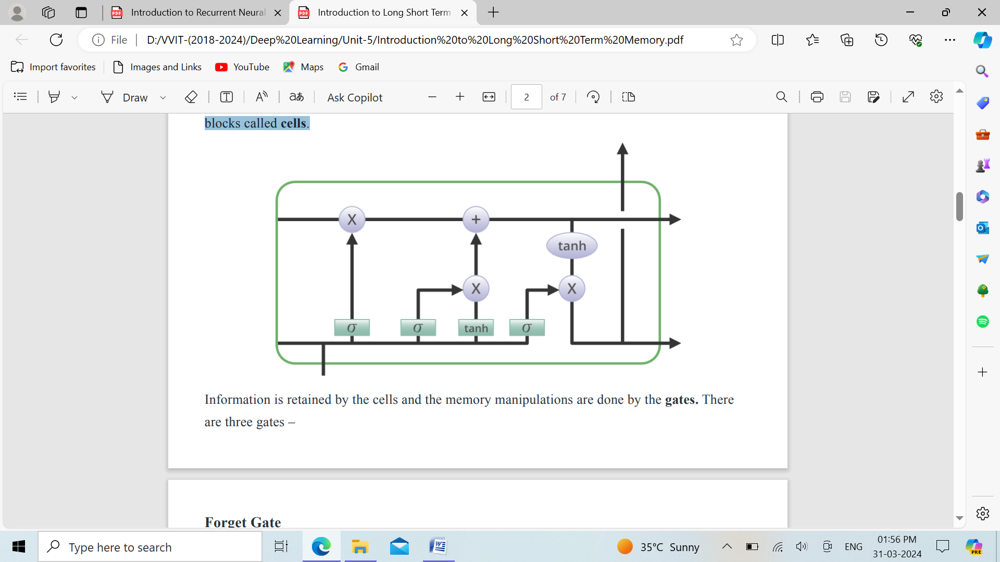 Introduction to Recurrent Neural
Introduction to Long Short Term
File
D:/VVIT-(2018-2024)/Deep%20Learning/Unit-5/Introduction%20to%20Long%20Short%20Term%20Memory.pdf
Import favorites
Images and Links
YouTube
Maps
Gmail
Draw
aあ
Ask Copilot
2
of 7
blocks called cells.
X
+
tanh
X
X
σ
σ
tanh
σ
Information is retained by the cells and the memory manipulations are done by the gates. There
are three gates –
Forget Gate
Type here to search
35°C Sunny
ENG
01:56 PM
31-03-2024
PRE